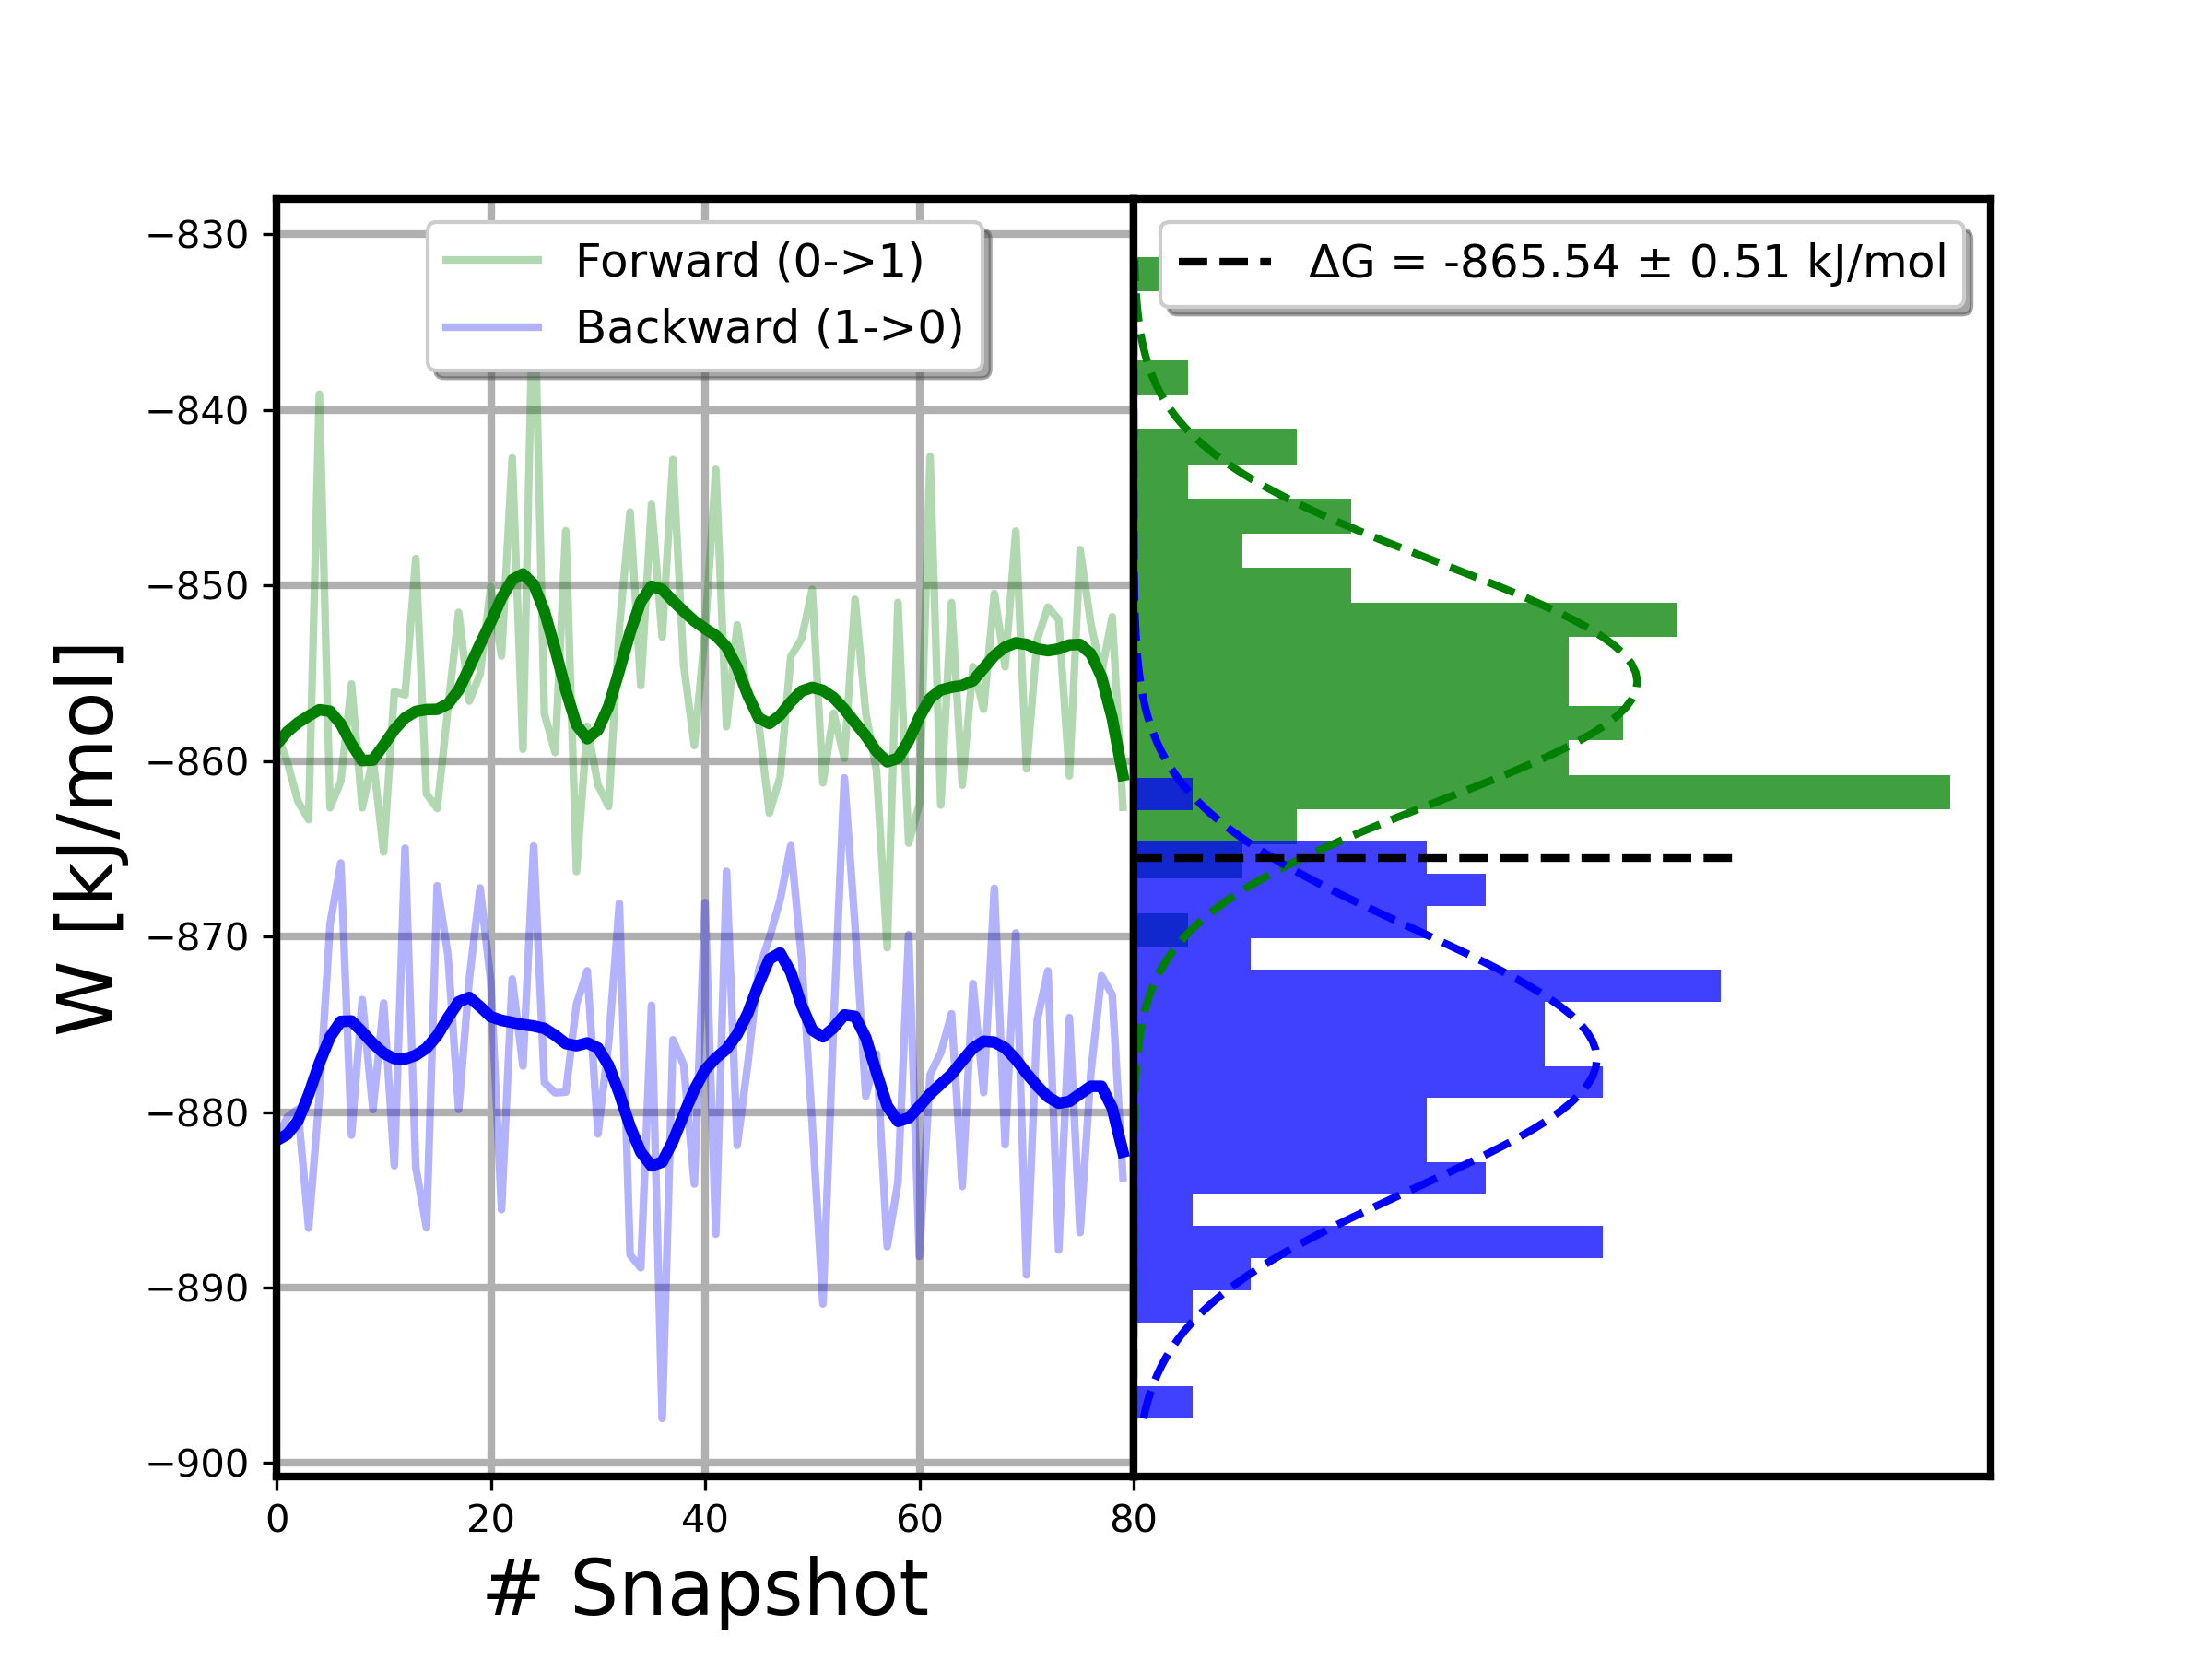 Forward (0->1)
Backward (1->0)
ΔG = -865.54 ± 0.51 kJ/mol
W [kJ/mol]
−830
−840
−850
−860
−870
−880
−890
−900
0 20 40 60 80
# Snapshot